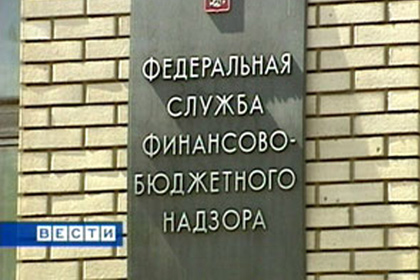 ФЕДЕРАЛЬНАЯ
СЛУЖБА
ФИНАНСОВО-
БЮДЖЕТНОГО
НАДЗОРА
ВЕСТИ